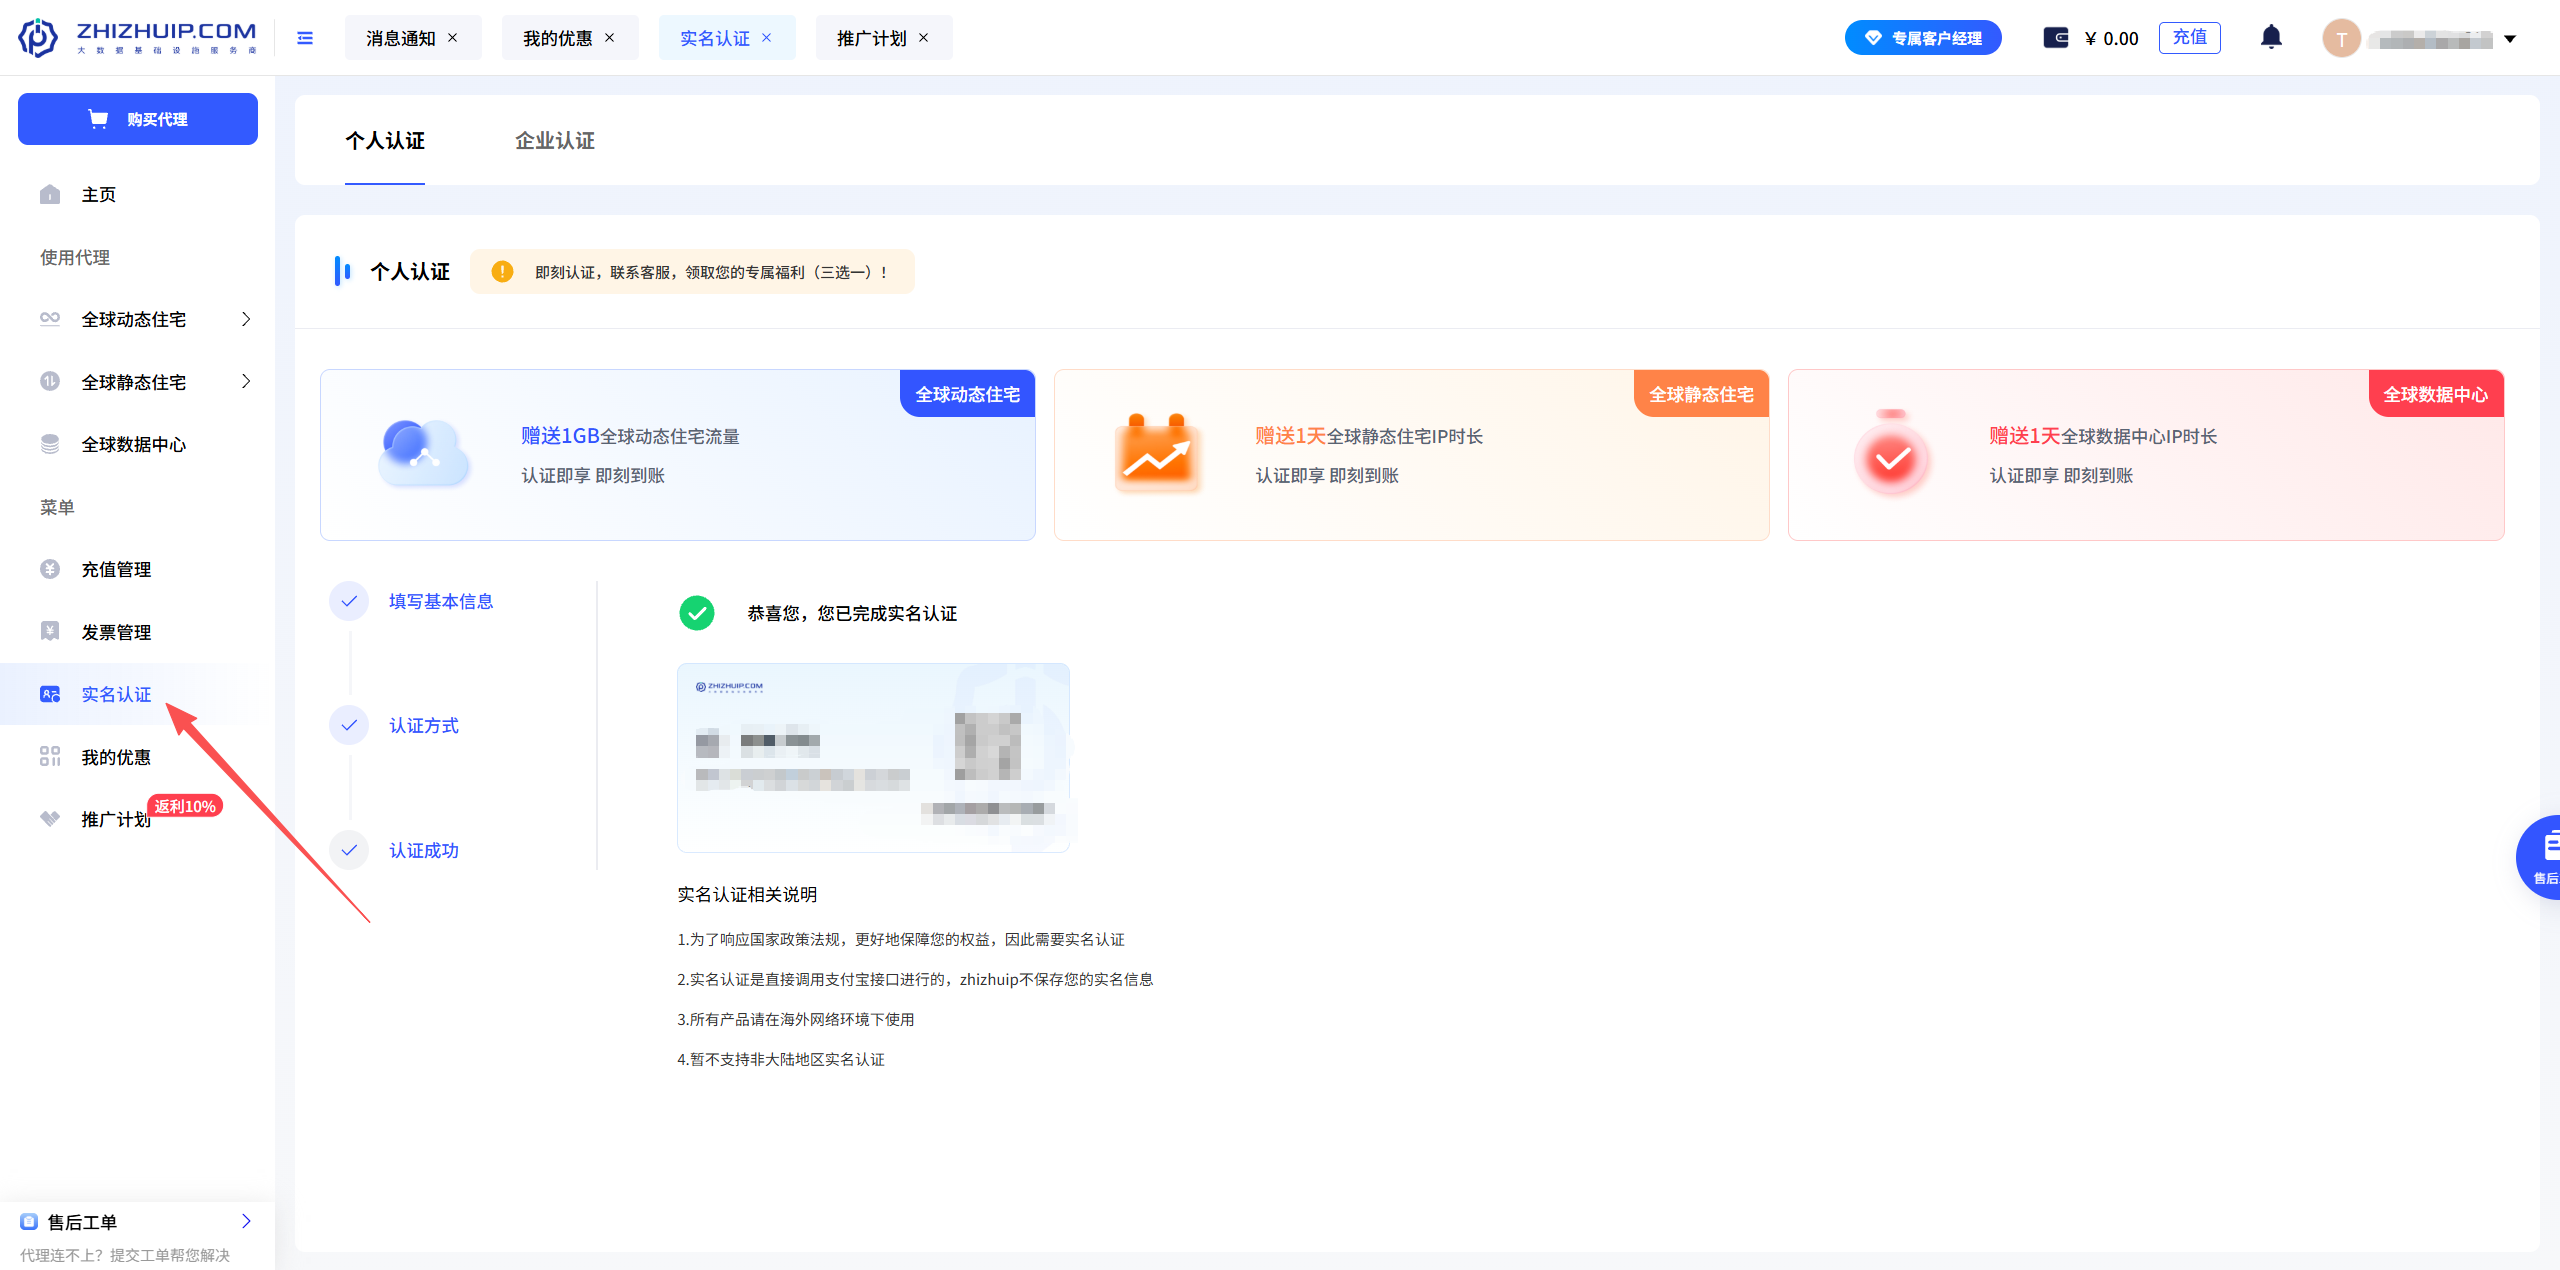 ZHIZHUIP.COM
大数据基础设施服务商
消息通知 ×
我的优惠 ×
实名认证 ×
推广计划 ×
专属客户经理
¥ 0.00
充值
T
购买代理
主页
使用代理
全球动态住宅
全球静态住宅
全球数据中心
菜单
充值管理
发票管理
实名认证
我的优惠
推广计划
返利10%
售后工单
代理连不上？提交工单帮您解决
个人认证
企业认证
个人认证
即刻认证，联系客服，领取您的专属福利（三选一）！
全球动态住宅
赠送1GB全球动态住宅流量
认证即享 即刻到账
全球静态住宅
赠送1天全球静态住宅IP时长
认证即享 即刻到账
全球数据中心
赠送1天全球数据中心IP时长
认证即享 即刻到账
填写基本信息
认证方式
认证成功
恭喜您，您已完成实名认证
ZHIZHUIP.COM
实名认证相关说明
1.为了响应国家政策法规，更好地保障您的权益，因此需要实名认证
2.实名认证是直接调用支付宝接口进行的，zhizhuip不保存您的实名信息
3.所有产品请在海外网络环境下使用
4.暂不支持非大陆地区实名认证
售后